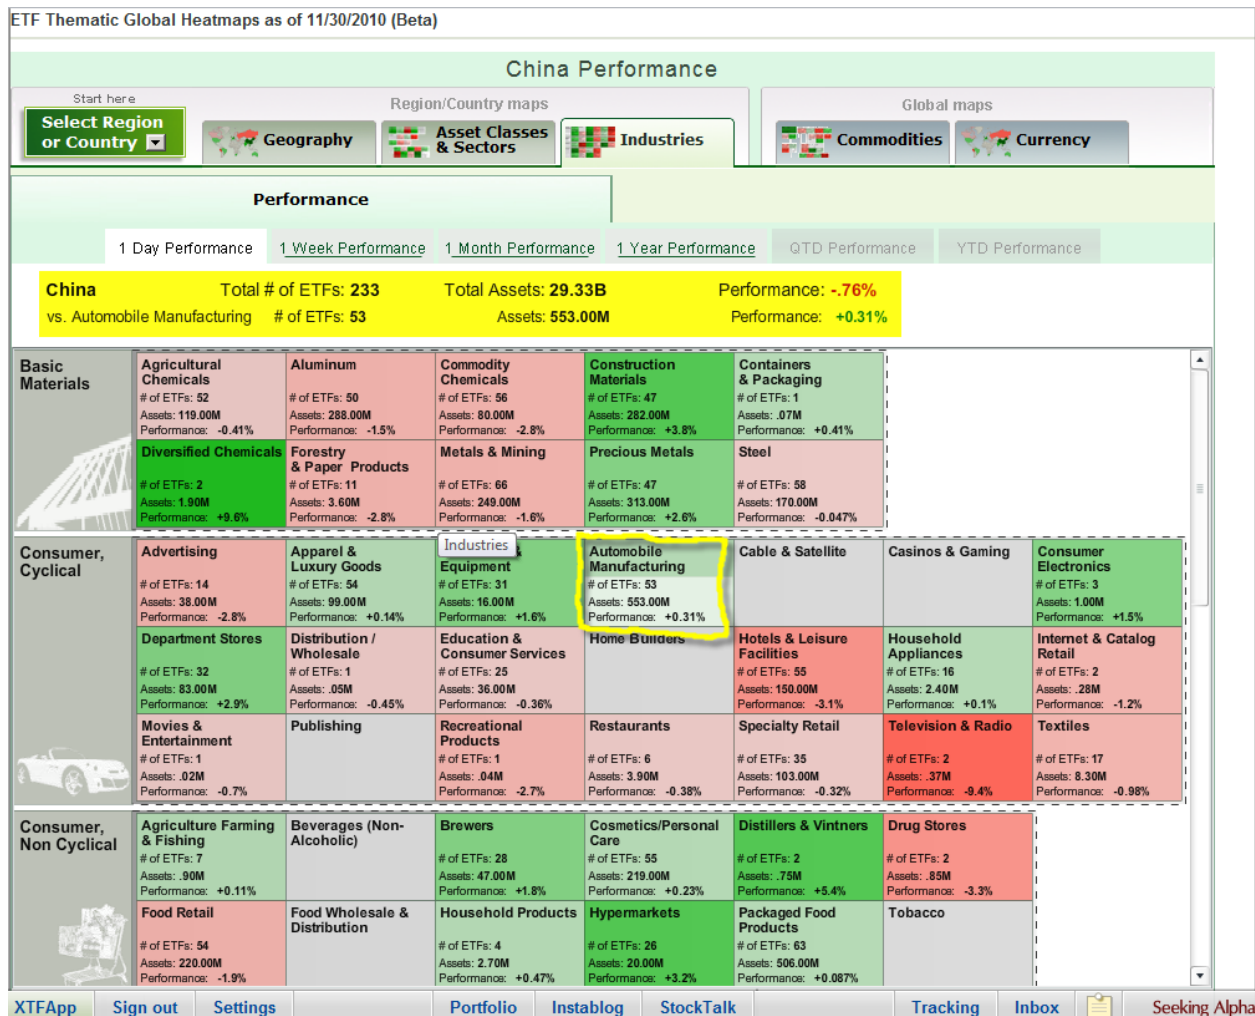 ETF Thematic Global Heatmaps as of 11/30/2010 (Beta)
China Performance
Start here
Region/Country maps
Global maps
Select Region
or Country
Geography
Asset Classes
& Sectors
Industries
Commodities
Currency
Performance
1 Day Performance
1 Week Performance
1 Month Performance
1 Year Performance
QTD Performance
YTD Performance
China Total # of ETFs: 233 Total Assets: 29.33B Performance: -.76%
vs. Automobile Manufacturing # of ETFs: 53 Assets: 553.00M Performance: +0.31%
Basic
Materials
Agricultural
Chemicals
# of ETFs: 52
Assets: 119.00M
Performance: -0.41%
Aluminum
# of ETFs: 50
Assets: 288.00M
Performance: -1.5%
Commodity
Chemicals
# of ETFs: 56
Assets: 80.00M
Performance: -2.8%
Construction
Materials
# of ETFs: 47
Assets: 282.00M
Performance: +3.8%
Containers
& Packaging
# of ETFs: 1
Assets: .07M
Performance: +0.41%
Diversified Chemicals
# of ETFs: 2
Assets: 1.90M
Performance: +9.6%
Forestry
& Paper Products
# of ETFs: 11
Assets: 3.60M
Performance: -2.8%
Metals & Mining
# of ETFs: 66
Assets: 249.00M
Performance: -1.6%
Precious Metals
# of ETFs: 47
Assets: 313.00M
Performance: +2.6%
Steel
# of ETFs: 58
Assets: 170.00M
Performance: -0.047%
Consumer,
Cyclical
Advertising
# of ETFs: 14
Assets: 38.00M
Performance: -2.8%
Apparel &
Luxury Goods
# of ETFs: 54
Assets: 99.00M
Performance: +0.14%
Industries
&
Equipment
# of ETFs: 31
Assets: 16.00M
Performance: +1.6%
Automobile
Manufacturing
# of ETFs: 53
Assets: 553.00M
Performance: +0.31%
Cable & Satellite
Casinos & Gaming
Consumer
Electronics
# of ETFs: 3
Assets: 1.00M
Performance: +1.5%
Department Stores
# of ETFs: 32
Assets: 83.00M
Performance: +2.9%
Distribution /
Wholesale
# of ETFs: 1
Assets: .05M
Performance: -0.45%
Education &
Consumer Services
# of ETFs: 25
Assets: 36.00M
Performance: -0.36%
Home Builders
Hotels & Leisure
Facilities
# of ETFs: 55
Assets: 150.00M
Performance: -3.1%
Household
Appliances
# of ETFs: 16
Assets: 2.40M
Performance: +0.1%
Internet & Catalog
Retail
# of ETFs: 2
Assets: .28M
Performance: -1.2%
Movies &
Entertainment
# of ETFs: 1
Assets: .02M
Performance: -0.7%
Publishing
Recreational
Products
# of ETFs: 1
Assets: .04M
Performance: -2.7%
Restaurants
# of ETFs: 6
Assets: 3.90M
Performance: -0.38%
Specialty Retail
# of ETFs: 35
Assets: 103.00M
Performance: -0.32%
Television & Radio
# of ETFs: 2
Assets: .37M
Performance: -9.4%
Textiles
# of ETFs: 17
Assets: 8.30M
Performance: -0.98%
Consumer,
Non Cyclical
Agriculture Farming
& Fishing
# of ETFs: 7
Assets: .90M
Performance: +0.11%
Beverages (Non-
Alcoholic)
Brewers
# of ETFs: 28
Assets: 47.00M
Performance: +1.8%
Cosmetics/Personal
Care
# of ETFs: 55
Assets: 219.00M
Performance: +0.23%
Distillers & Vintners
# of ETFs: 2
Assets: .75M
Performance: +5.4%
Drug Stores
# of ETFs: 2
Assets: .85M
Performance: -3.3%
Food Retail
# of ETFs: 54
Assets: 220.00M
Performance: -1.9%
Food Wholesale &
Distribution
Household Products
# of ETFs: 4
Assets: 2.70M
Performance: +0.47%
Hypermarkets
# of ETFs: 26
Assets: 20.00M
Performance: +3.2%
Packaged Food
Products
# of ETFs: 63
Assets: 506.00M
Performance: +0.087%
Tobacco
XTFApp Sign out Settings Portfolio Instablog StockTalk Tracking Inbox Seeking Alpha